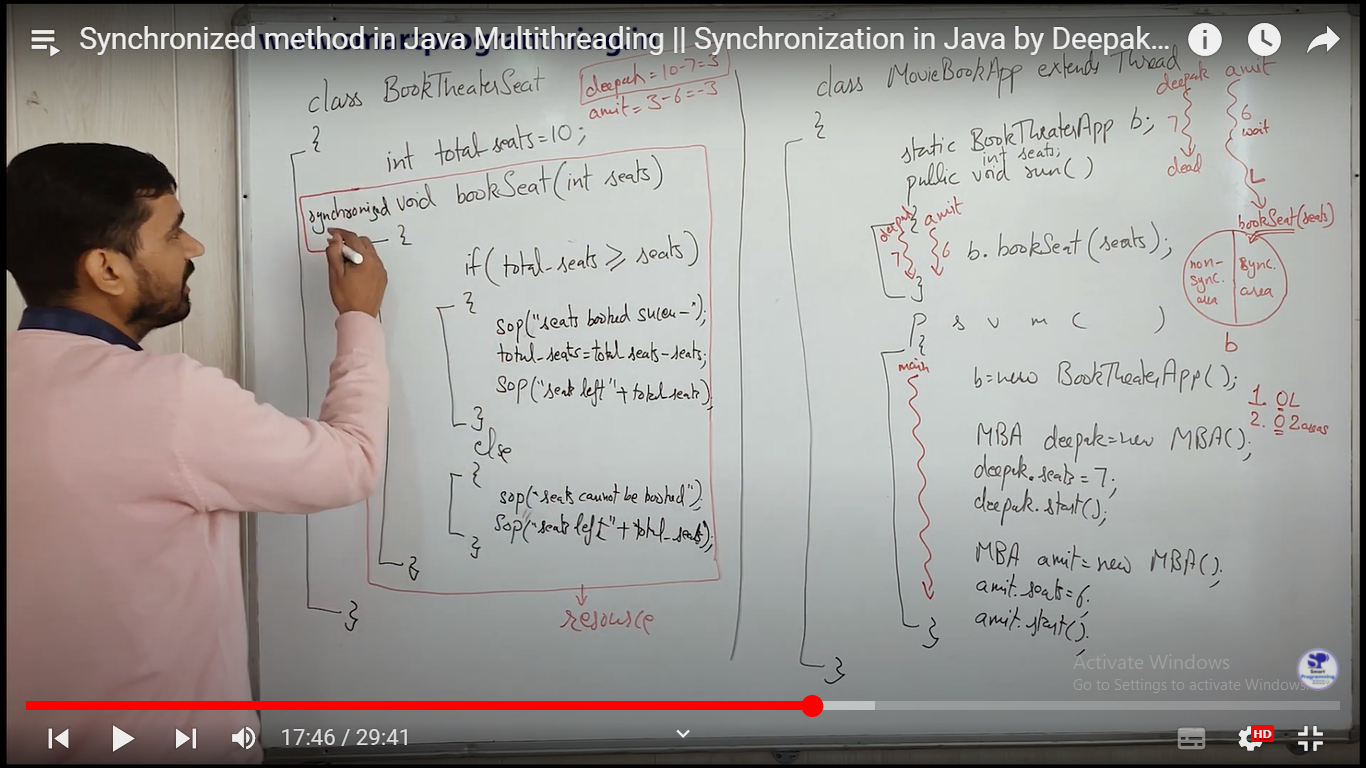 Synchronized method in Java Multithreading || Synchronization in Java by Deepak...
class BookTheaterSeat
deepak = 10-7=3
amit = 3-6=-3
{
int total_seats=10;
synchronized void bookSeat(int seats)
{
if(total_seats ≥ seats)
{
sop("seats booked succen-");
total_seats=total_seats-seats;
Sop("seats left"+total_seats);
}
else
{
sop("seats cannot be booked");
Sop("seats left"+total_seats);
}
}
}
resource
class MovieBookApp extends Thread
{
static BookTheaterApp b;
int seats;
public void run()
{
deepak
7
amit
6
b.bookSeat(seats);
}
P s v m ( )
{
main
b=new BookTheaterApp();
MBA deepak=new MBA();
deepak.seats=7;
deepak.start();
MBA amit=new MBA();
amit.seats=6;
amit.start();
}
}
deepak
7
dead
amit
6
wait
L
bookSeat(seats)
non-
sync.
area
sync.
area
b
1. OL
2. O 2areas
Activate Windows
Go to Settings to activate Windows.
SP
Smart
Programming
17:46 / 29:41
HD